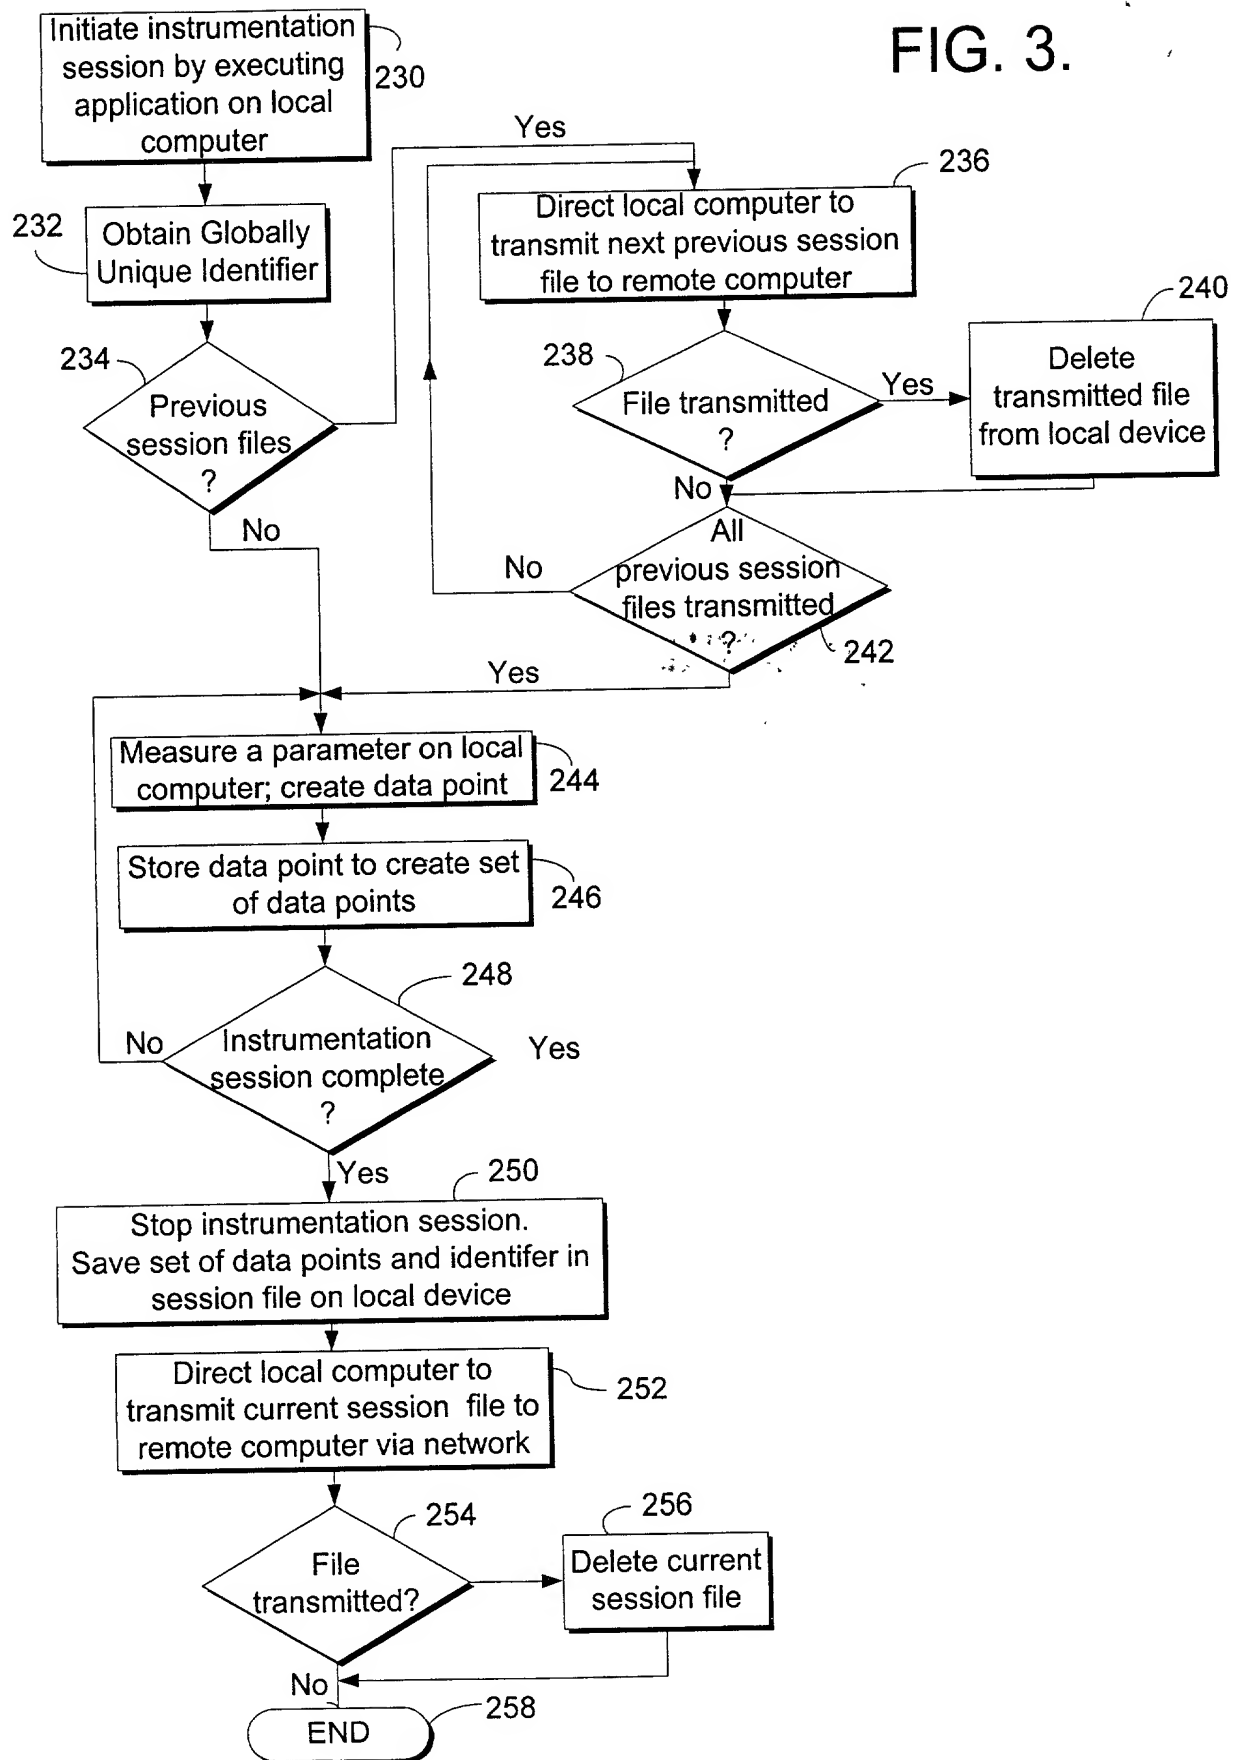 FIG. 3.
Initiate instrumentation
session by executing
application on local
computer
230
232
Obtain Globally
Unique Identifier
234
Previous
session files
?
Yes
No
236
Direct local computer to
transmit next previous session
file to remote computer
238
File transmitted
?
Yes
No
240
Delete
transmitted file
from local device
All
previous session
files transmitted
?
242
No
Yes
Measure a parameter on local
computer; create data point
244
Store data point to create set
of data points
246
248
Instrumentation
session complete
?
No
Yes
Yes
250
Stop instrumentation session.
Save set of data points and identifer in
session file on local device
Direct local computer to
transmit current session file to
remote computer via network
252
254
File
transmitted?
256
Delete current
session file
No
END
258